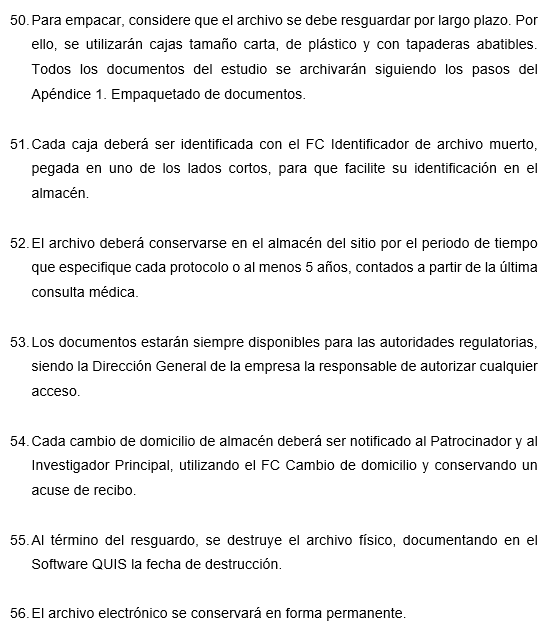 50. Para empacar, considere que el archivo se debe resguardar por largo plazo. Por
ello, se utilizarán cajas tamaño carta, de plástico y con tapaderas abatibles.
Todos los documentos del estudio se archivarán siguiendo los pasos del
Apéndice 1. Empaquetado de documentos.
51. Cada caja deberá ser identificada con el FC Identificador de archivo muerto,
pegada en uno de los lados cortos, para que facilite su identificación en el
almacén.
52. El archivo deberá conservarse en el almacén del sitio por el periodo de tiempo
que especifique cada protocolo o al menos 5 años, contados a partir de la última
consulta médica.
53. Los documentos estarán siempre disponibles para las autoridades regulatorias,
siendo la Dirección General de la empresa la responsable de autorizar cualquier
acceso.
54. Cada cambio de domicilio de almacén deberá ser notificado al Patrocinador y al
Investigador Principal, utilizando el FC Cambio de domicilio y conservando un
acuse de recibo.
55. Al término del resguardo, se destruye el archivo físico, documentando en el
Software QUIS la fecha de destrucción.
56. El archivo electrónico se conservará en forma permanente.